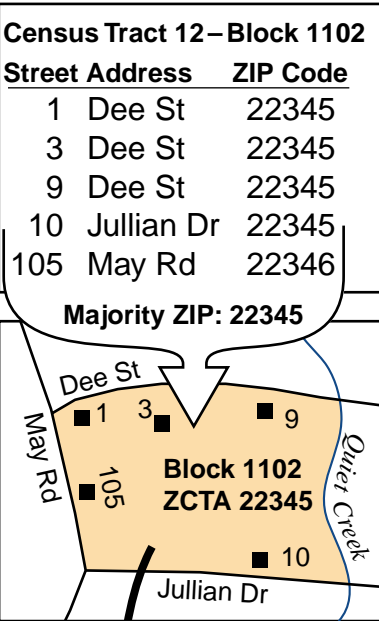 Census Tract 12–Block 1102
Street Address ZIP Code
1 Dee St 22345
3 Dee St 22345
9 Dee St 22345
10 Jullian Dr 22345
105 May Rd 22346
Majority ZIP: 22345
Dee St
1
3
9
May Rd
105
Block 1102
ZCTA 22345
Quiet Creek
10
Jullian Dr